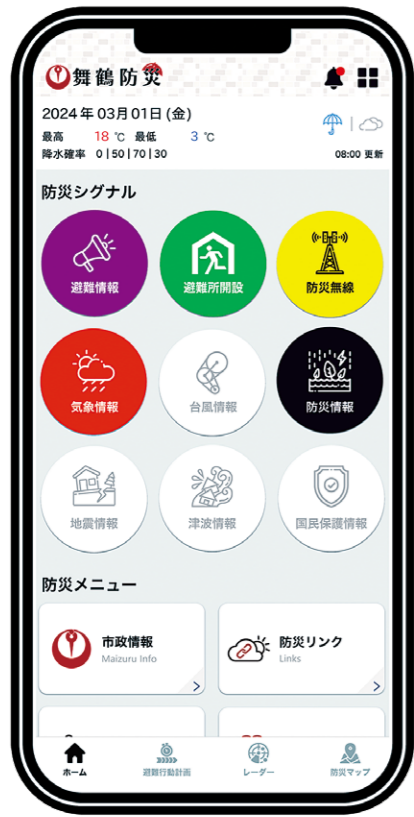 舞鶴防災
2024年03月01日(金)
最高 18 ℃ 最低 3 ℃
降水確率 0|50|70|30
08:00 更新
防災シグナル
避難情報
避難所開設
防災無線
気象情報
台風情報
防災情報
地震情報
津波情報
国民保護情報
防災メニュー
市政情報
Maizuru Info
防災リンク
Links
ホーム
避難行動計画
レーダー
防災マップ